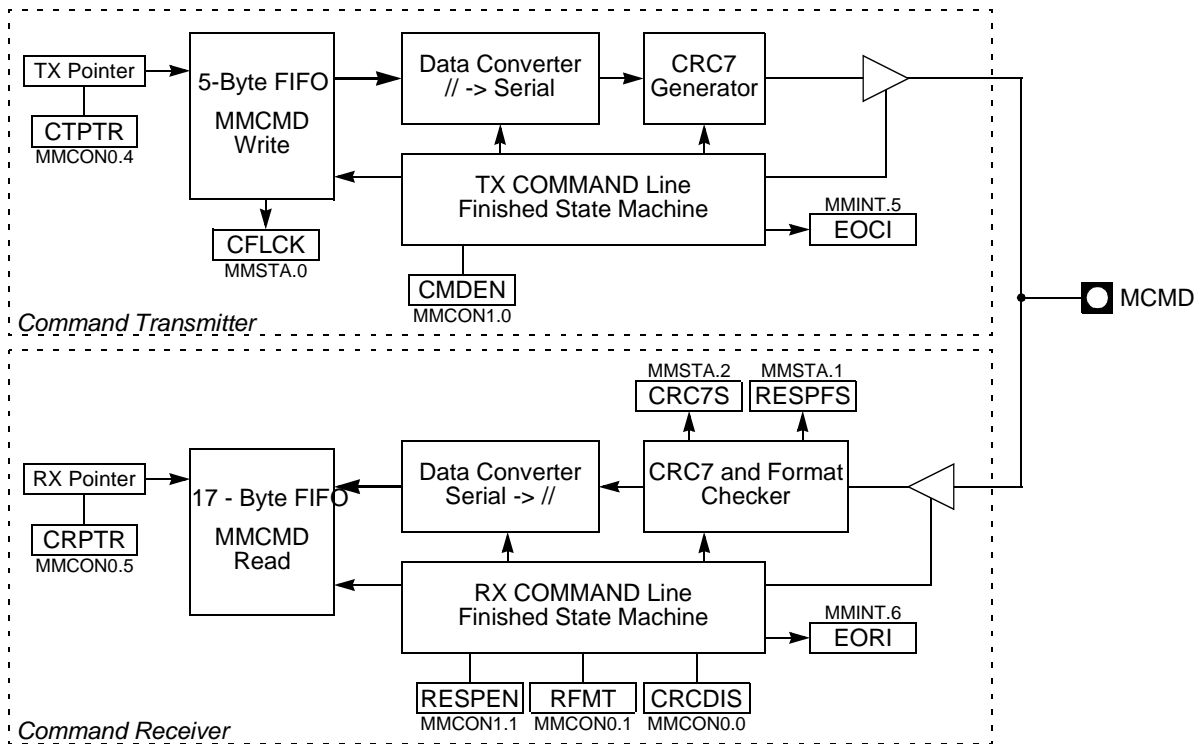 TX Pointer
CTPTR
MMCON0.4
5-Byte FIFO
MMCMD
Write
CFLCK
MMSTA.0
Data Converter
// -> Serial
CRC7
Generator
TX COMMAND Line
Finished State Machine
MMINT.5
EOCI
CMDEN
MMCON1.0
Command Transmitter
MCMD
MMSTA.2
CRC7S
MMSTA.1
RESPFS
RX Pointer
CRPTR
MMCON0.5
17 - Byte FIFO
MMCMD
Read
Data Converter
Serial -> //
CRC7 and Format
Checker
RX COMMAND Line
Finished State Machine
MMINT.6
EORI
RESPEN
MMCON1.1
RFMT
MMCON0.1
CRCDIS
MMCON0.0
Command Receiver